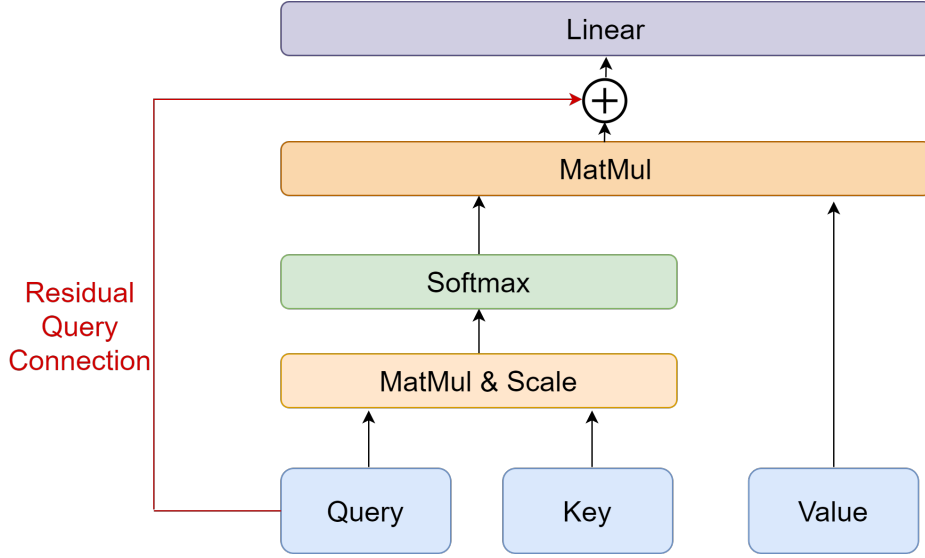 Linear
MatMul
Softmax
Residual
Query
Connection
MatMul & Scale
Query
Key
Value